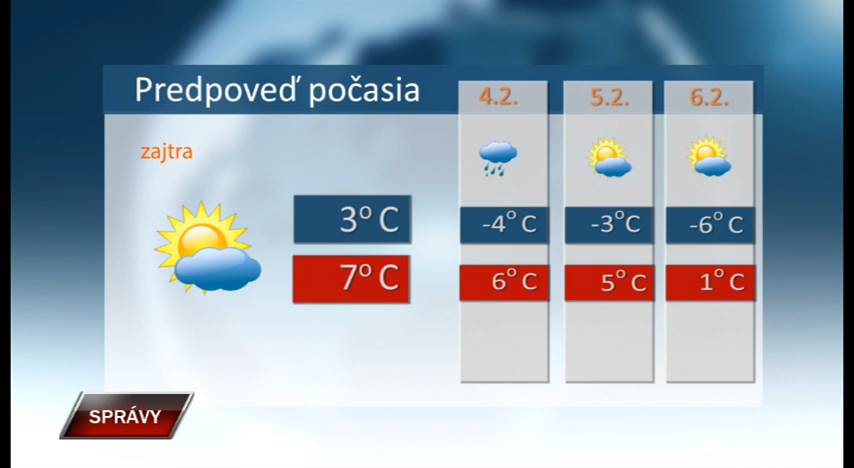 Predpoveď počasia
zajtra
3° C
7° C
4.2.
-4° C
6° C
5.2.
-3°C
5° C
6.2.
-6° C
1° C
SPRÁVY